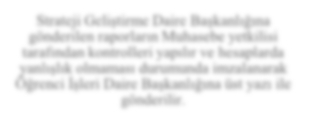 Strateji Geliştirme Daire Başkanlığına
gönderilen raporların Muhasebe yetkilisi
tarafından kontrolleri yapılır ve hesaplarda
yanlışlık olmaması durumunda imzalanarak
Öğrenci İşleri Daire Başkanlığına üst yazı ile
gönderilir.